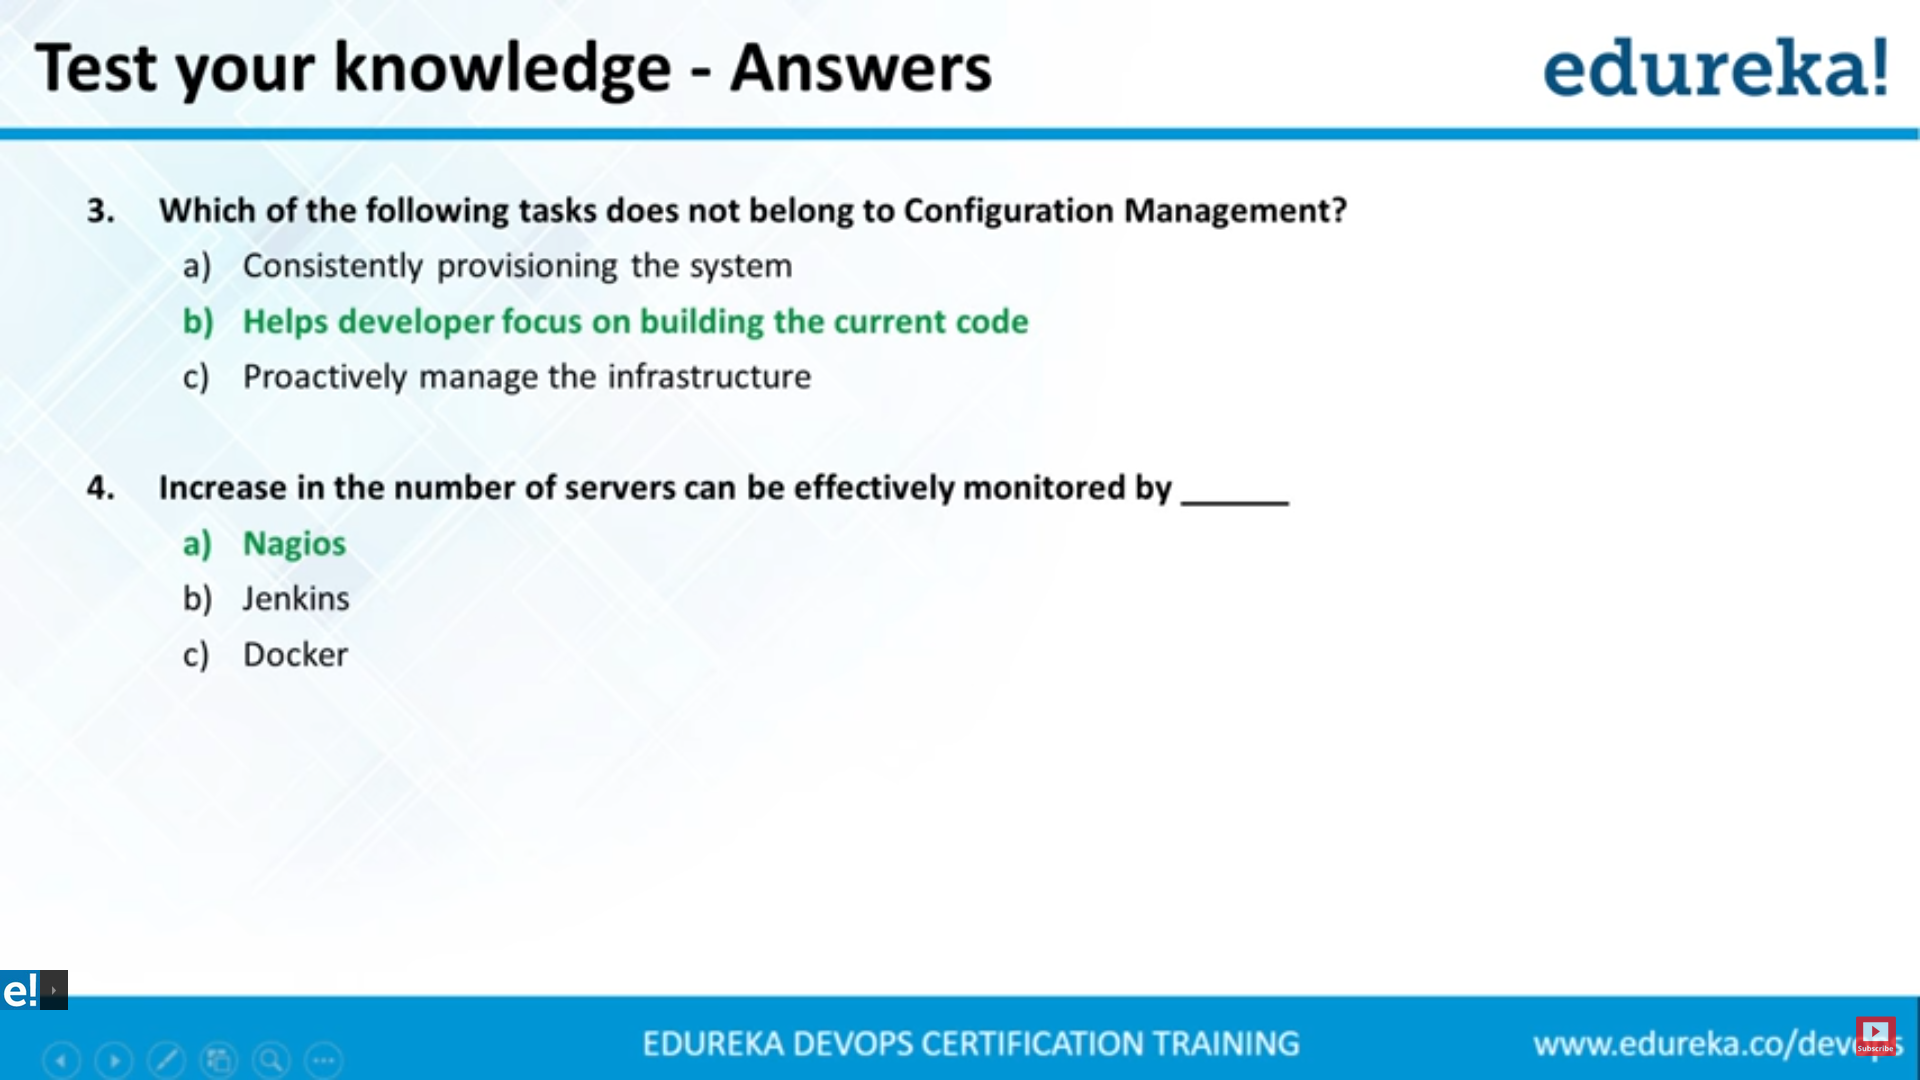 Test your knowledge - Answers
edureka!
3. Which of the following tasks does not belong to Configuration Management?
a) Consistently provisioning the system
b) Helps developer focus on building the current code
c) Proactively manage the infrastructure
4. Increase in the number of servers can be effectively monitored by ______
a) Nagios
b) Jenkins
c) Docker
e!
EDUREKA DEVOPS CERTIFICATION TRAINING
www.edureka.co/devops
Subscribe